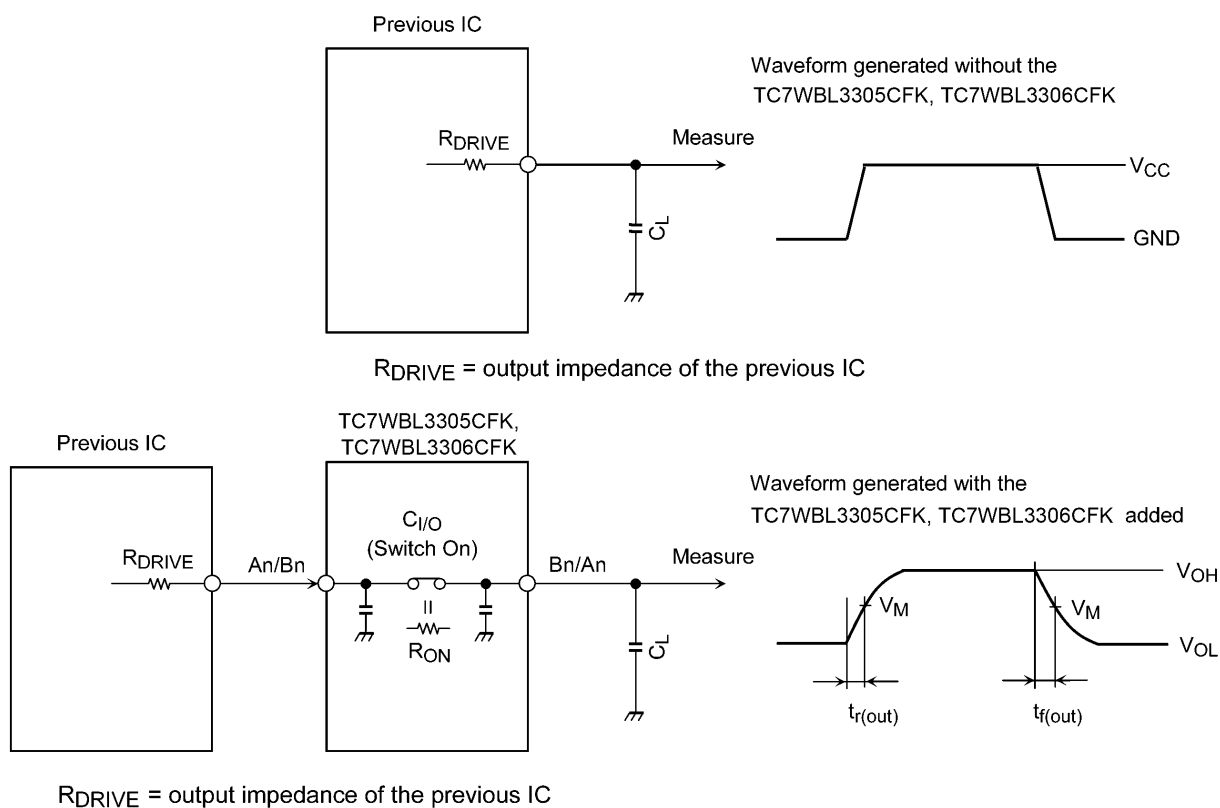 Previous IC
Waveform generated without the
TC7WBL3305CFK, TC7WBL3306CFK
RDRIVE
Measure
VCC
CL
GND
RDRIVE = output impedance of the previous IC
TC7WBL3305CFK,
TC7WBL3306CFK
Previous IC
Waveform generated with the
TC7WBL3305CFK, TC7WBL3306CFK added
CI/O
(Switch On)
RDRIVE
An/Bn
Bn/An
Measure
VOH
VM
VM
RON
CL
VOL
tr(out)
tf(out)
RDRIVE = output impedance of the previous IC